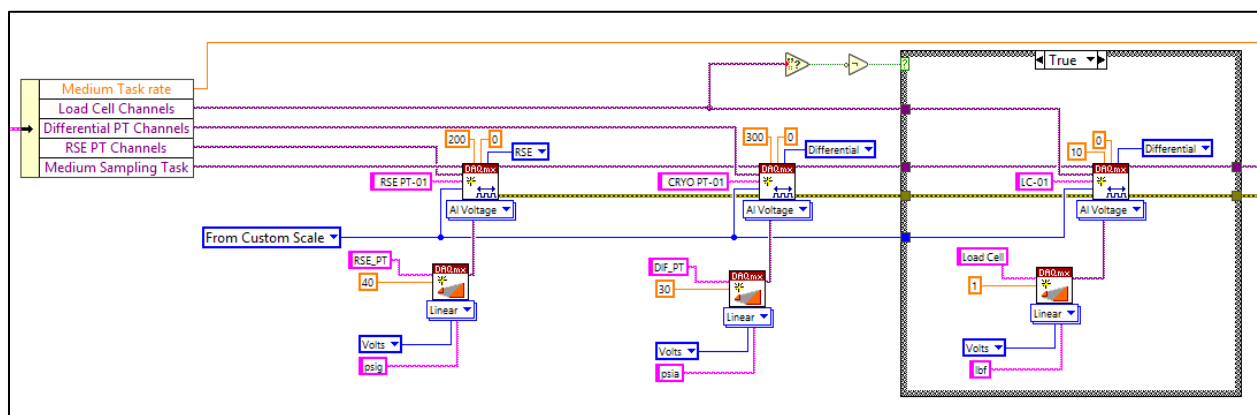 Medium Task rate
Load Cell Channels
Differential PT Channels
RSE PT Channels
Medium Sampling Task
200
0
RSE
RSE PT-01
DAQmx
AI Voltage
From Custom Scale
RSE_PT
40
DAQmx
Linear
Volts
psig
300
0
Differential
CRYO PT-01
DAQmx
AI Voltage
DIF_PT
30
DAQmx
Linear
Volts
psia
?
True
?
10
0
Differential
LC-01
DAQmx
AI Voltage
Load Cell
1
DAQmx
Linear
Volts
lbf